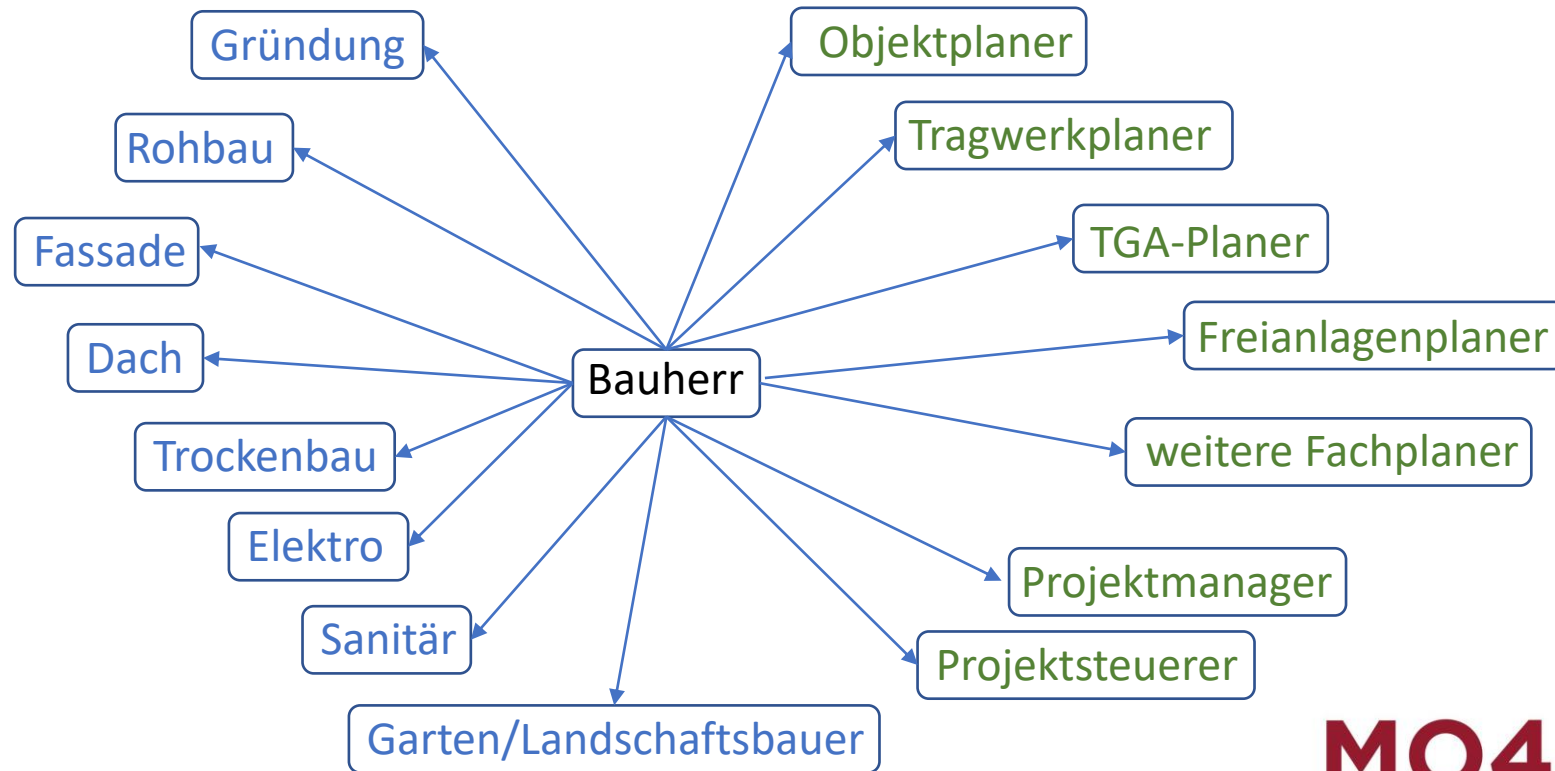 Gründung
Objektplaner
Rohbau
Tragwerkplaner
Fassade
TGA-Planer
Dach
Freianlagenplaner
Bauherr
Trockenbau
weitere Fachplaner
Elektro
Projektmanager
Sanitär
Projektsteuerer
Garten/Landschaftsbauer
MO4